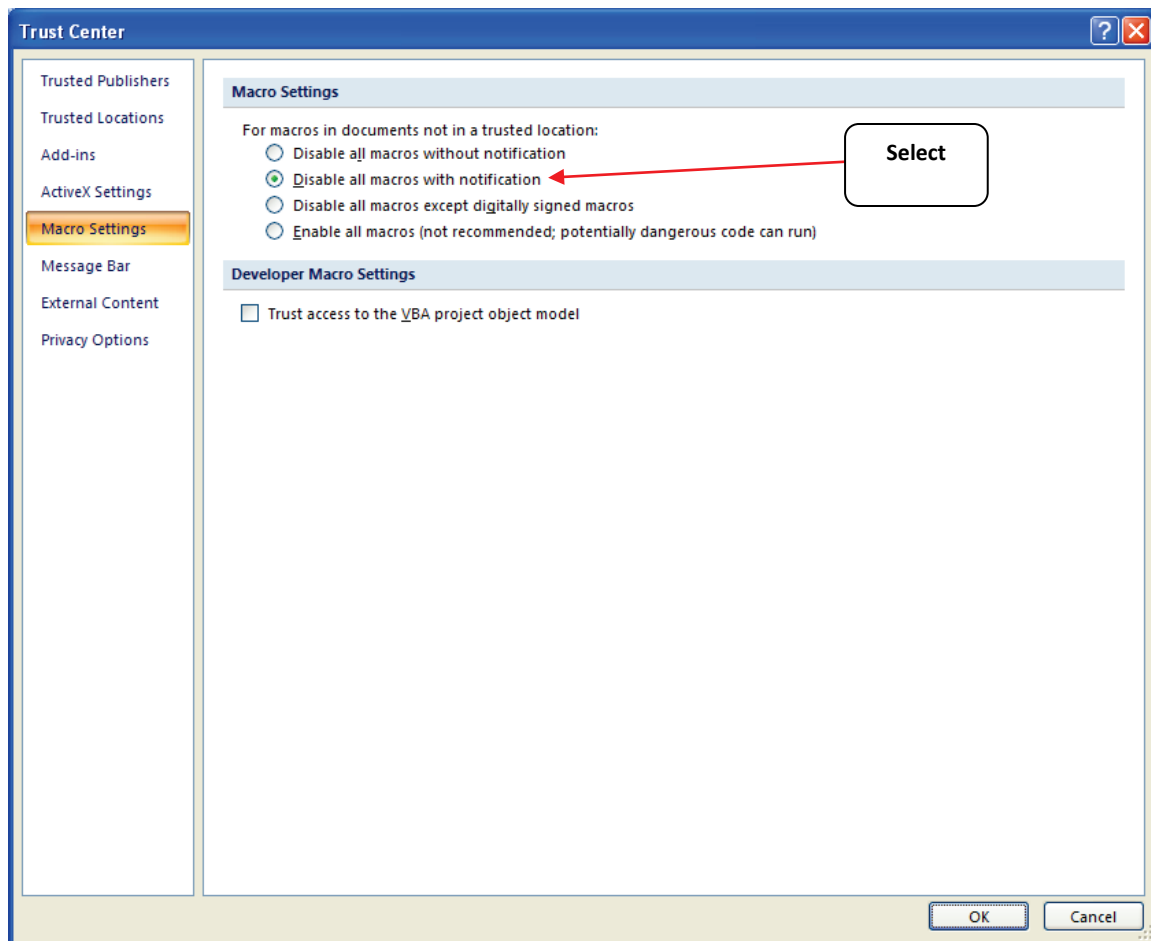 Trust Center
Trusted Publishers
Trusted Locations
Add-ins
ActiveX Settings
Macro Settings
Message Bar
External Content
Privacy Options
Macro Settings
For macros in documents not in a trusted location:
Disable all macros without notification
Disable all macros with notification
Disable all macros except digitally signed macros
Enable all macros (not recommended; potentially dangerous code can run)
Select
Developer Macro Settings
Trust access to the VBA project object model
OK
Cancel